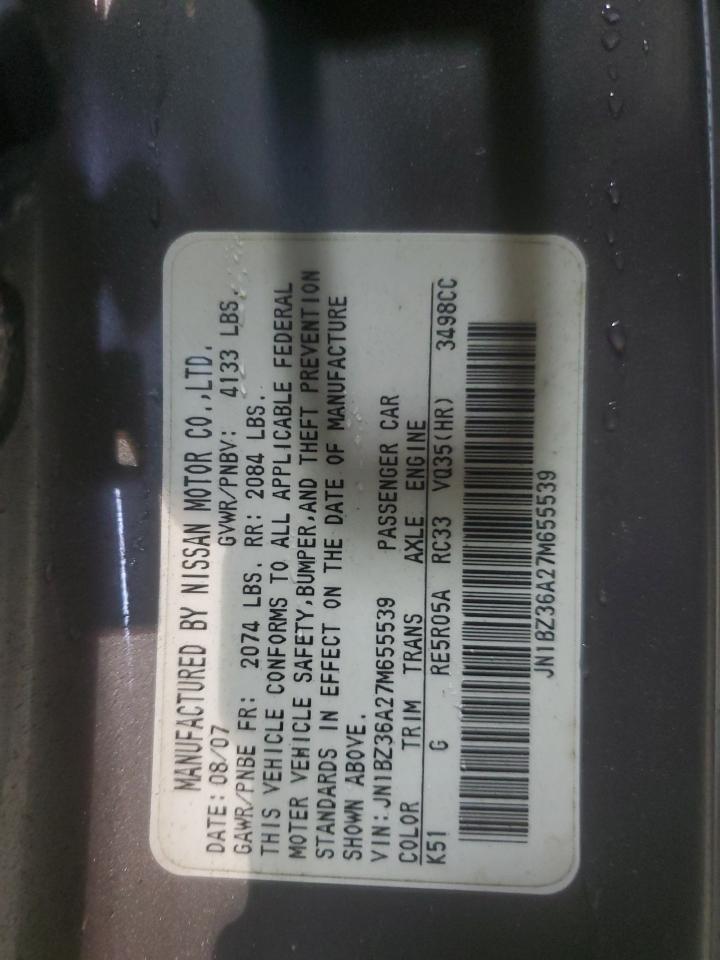 MANUFACTURED BY NISSAN MOTOR CO.,LTD.
DATE: 08/07 GVWR/PNBV: 4133 LBS.
GAWR/PNBE FR: 2074 LBS. RR: 2084 LBS.
THIS VEHICLE CONFORMS TO ALL APPLICABLE FEDERAL
MOTER VEHICLE SAFETY,BUMPER,AND THEFT PREVENTION
STANDARDS IN EFFECT ON THE DATE OF MANUFACTURE
SHOWN ABOVE.
VIN:JN1BZ36A27M655539 PASSENGER CAR
COLOR TRIM TRANS AXLE ENGINE
K51 G RE5R05A RC33 VQ35(HR) 3498CC
JN1BZ36A27M655539